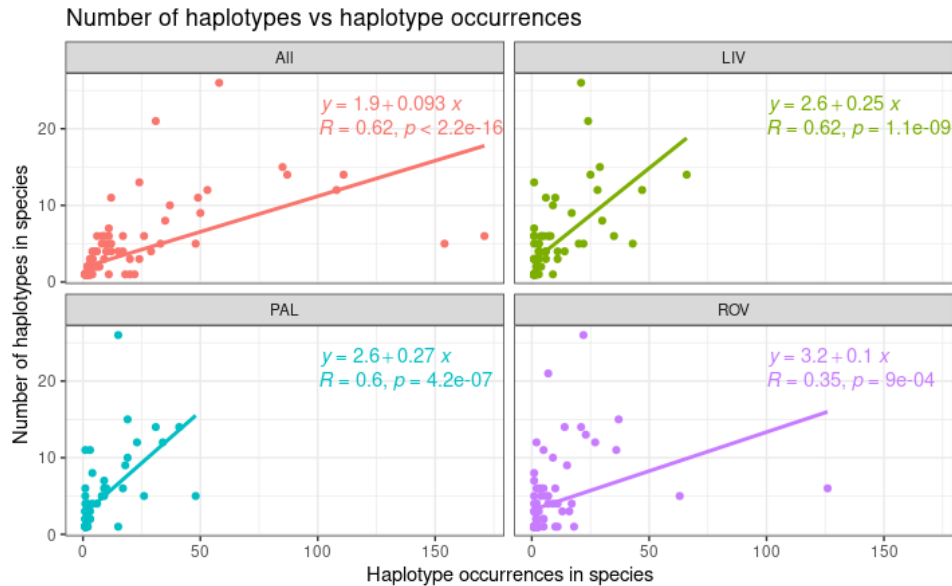 Number of haplotypes vs haplotype occurrences
All
LIV
y = 1.9 + 0.093 x
R = 0.62, p < 2.2e-16
y = 2.6 + 0.25 x
R = 0.62, p = 1.1e-09
20
10
0
PAL
ROV
y = 2.6 + 0.27 x
R = 0.6, p = 4.2e-07
y = 3.2 + 0.1 x
R = 0.35, p = 9e-04
20
10
0
0 50 100 150 0 50 100 150
Number of haplotypes in species
Haplotype occurrences in species